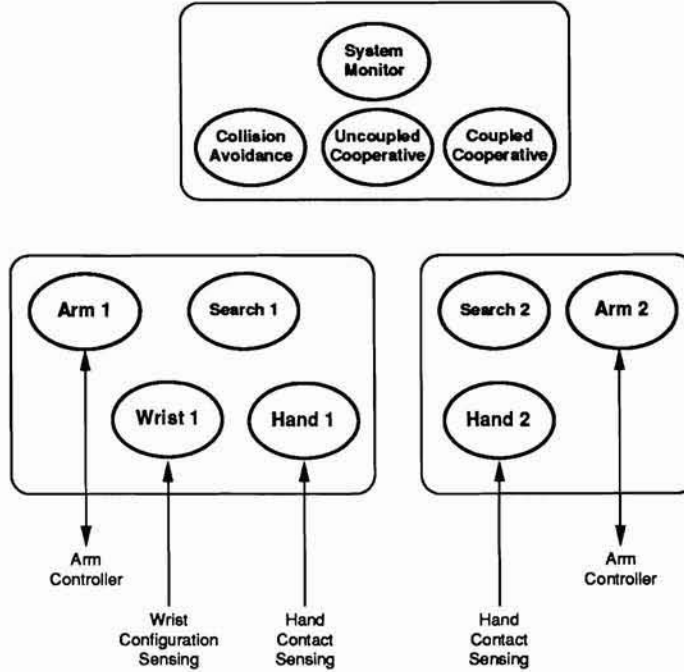 System
Monitor
Collision
Avoidance
Uncoupled
Cooperative
Coupled
Cooperative
Arm 1
Search 1
Search 2
Arm 2
Wrist 1
Hand 1
Hand 2
Arm
Controller
Arm
Controller
Wrist
Configuration
Sensing
Hand
Contact
Sensing
Hand
Contact
Sensing